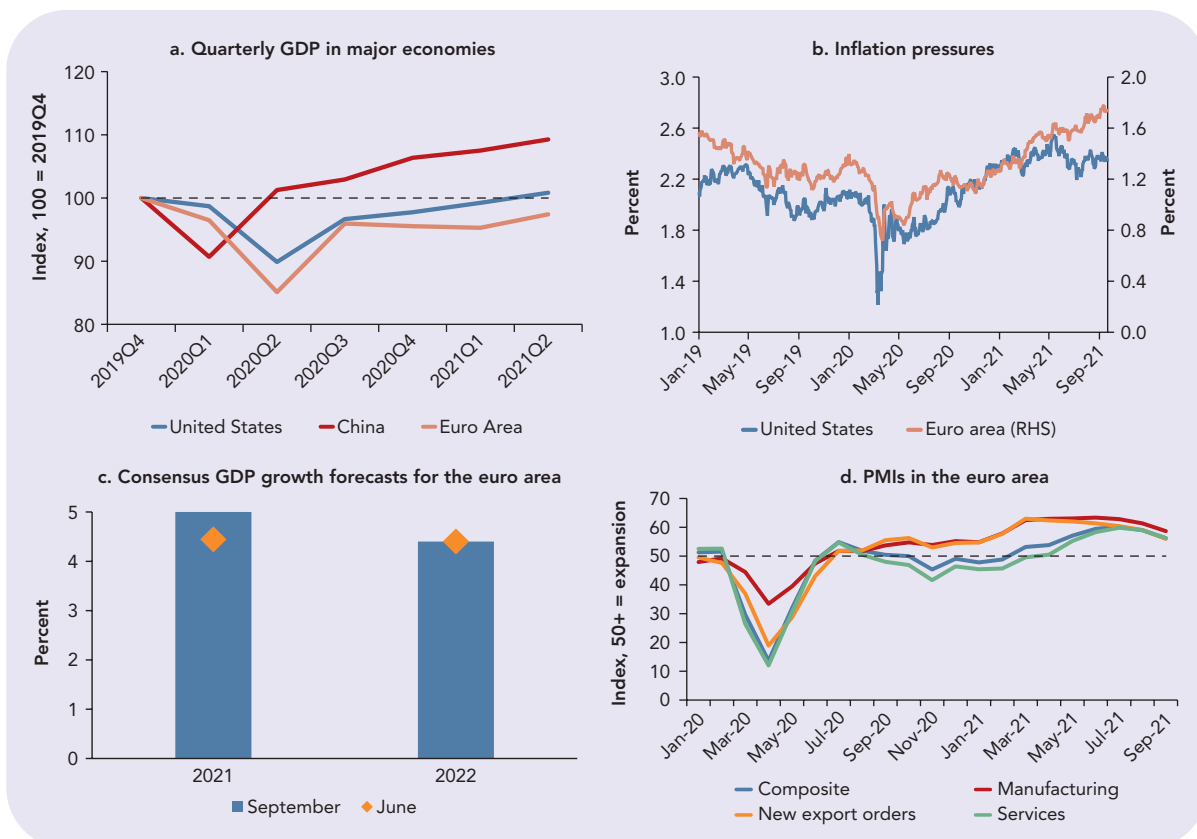 a. Quarterly GDP in major economies
Index, 100 = 2019Q4
120
110
100
90
80
2019Q4
2020Q1
2020Q2
2020Q3
2020Q4
2021Q1
2021Q2
United States
China
Euro Area
b. Inflation pressures
Percent
3.0
2.6
2.2
1.8
1.4
1.0
Percent
2.0
1.6
1.2
0.8
0.4
0.0
Jan-19
May-19
Sep-19
Jan-20
May-20
Sep-20
Jan-21
May-21
Sep-21
United States
Euro area (RHS)
c. Consensus GDP growth forecasts for the euro area
Percent
5
4
3
2
1
0
2021
2022
September
June
d. PMIs in the euro area
Index, 50+ = expansion
70
60
50
40
30
20
10
0
Jan-20
Mar-20
May-20
Jul-20
Sep-20
Nov-20
Jan-21
Mar-21
May-21
Jul-21
Sep-21
Composite
Manufacturing
New export orders
Services